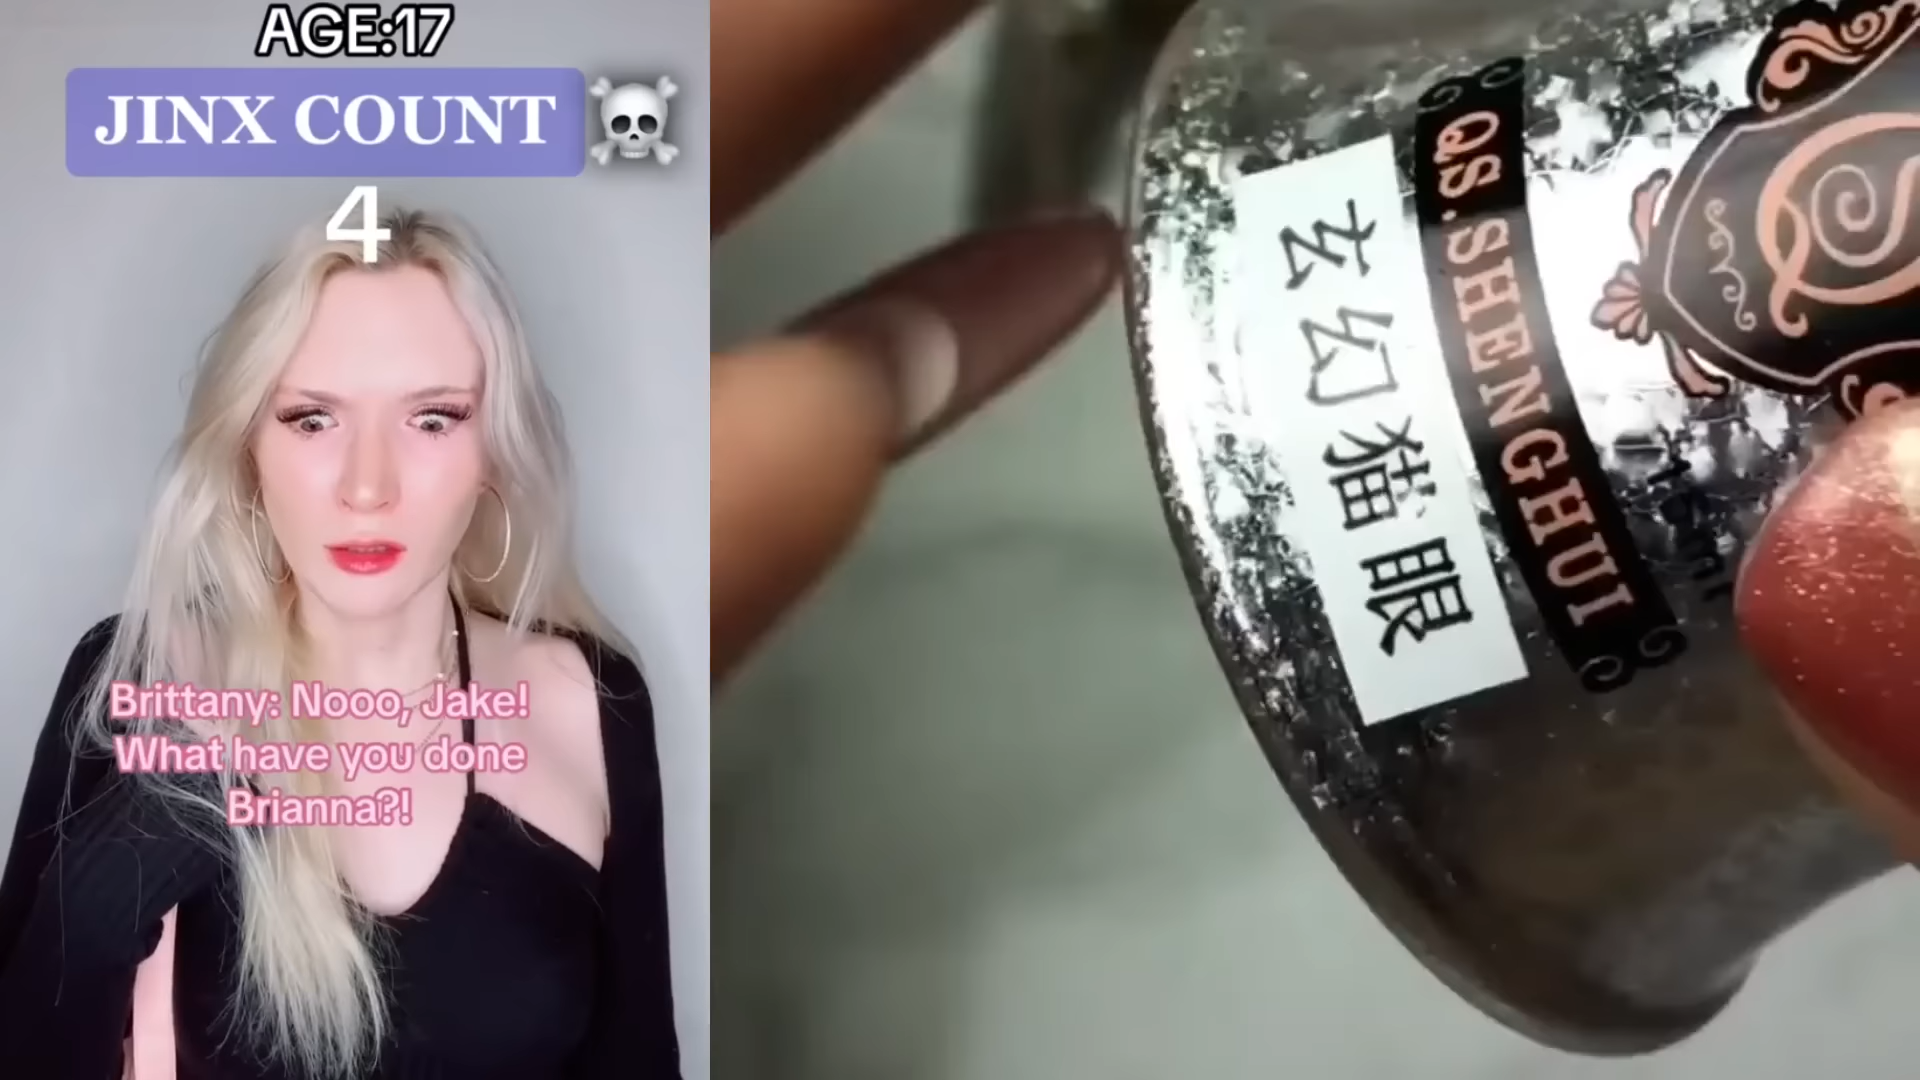 AGE:17
JINX COUNT
4
Brittany: Nooo, Jake!
What have you done
Brianna?!
QS.SHENGHUI
玄幻猫眼